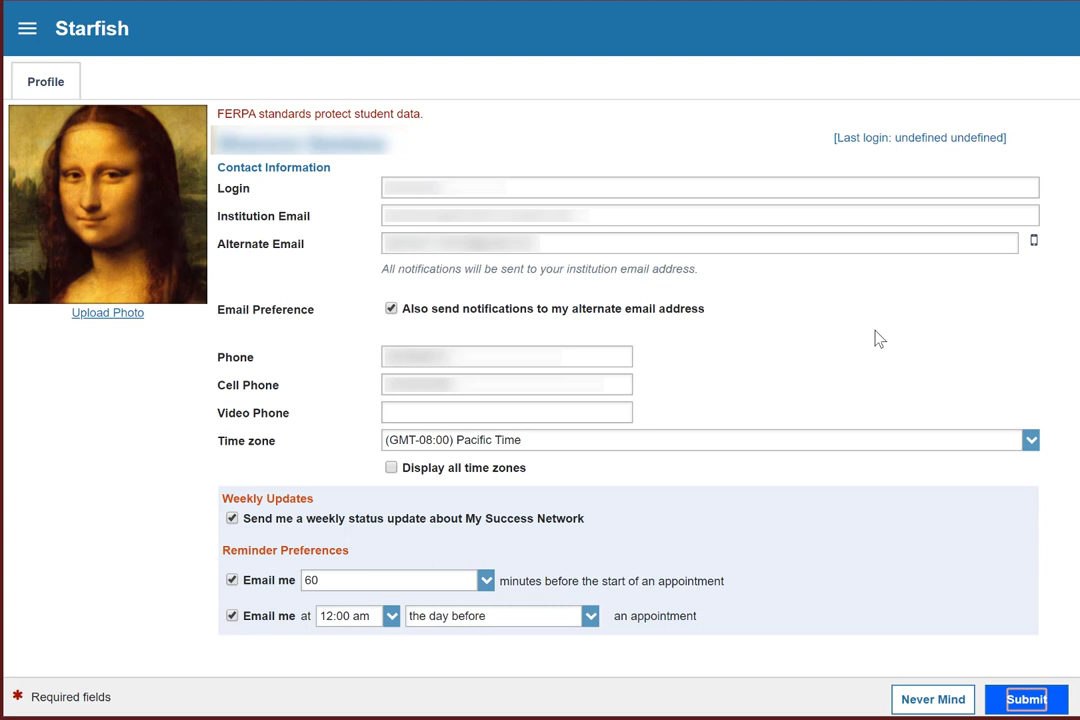 Starfish
Profile
FERPA standards protect student data.
[Last login: undefined undefined]
Contact Information
Login
Institution Email
Alternate Email
All notifications will be sent to your institution email address.
Upload Photo
Email Preference Also send notifications to my alternate email address
Phone
Cell Phone
Video Phone
Time zone (GMT-08:00) Pacific Time
Display all time zones
Weekly Updates
Send me a weekly status update about My Success Network
Reminder Preferences
Email me 60 minutes before the start of an appointment
Email me at 12:00 am the day before an appointment
* Required fields Never Mind Submit